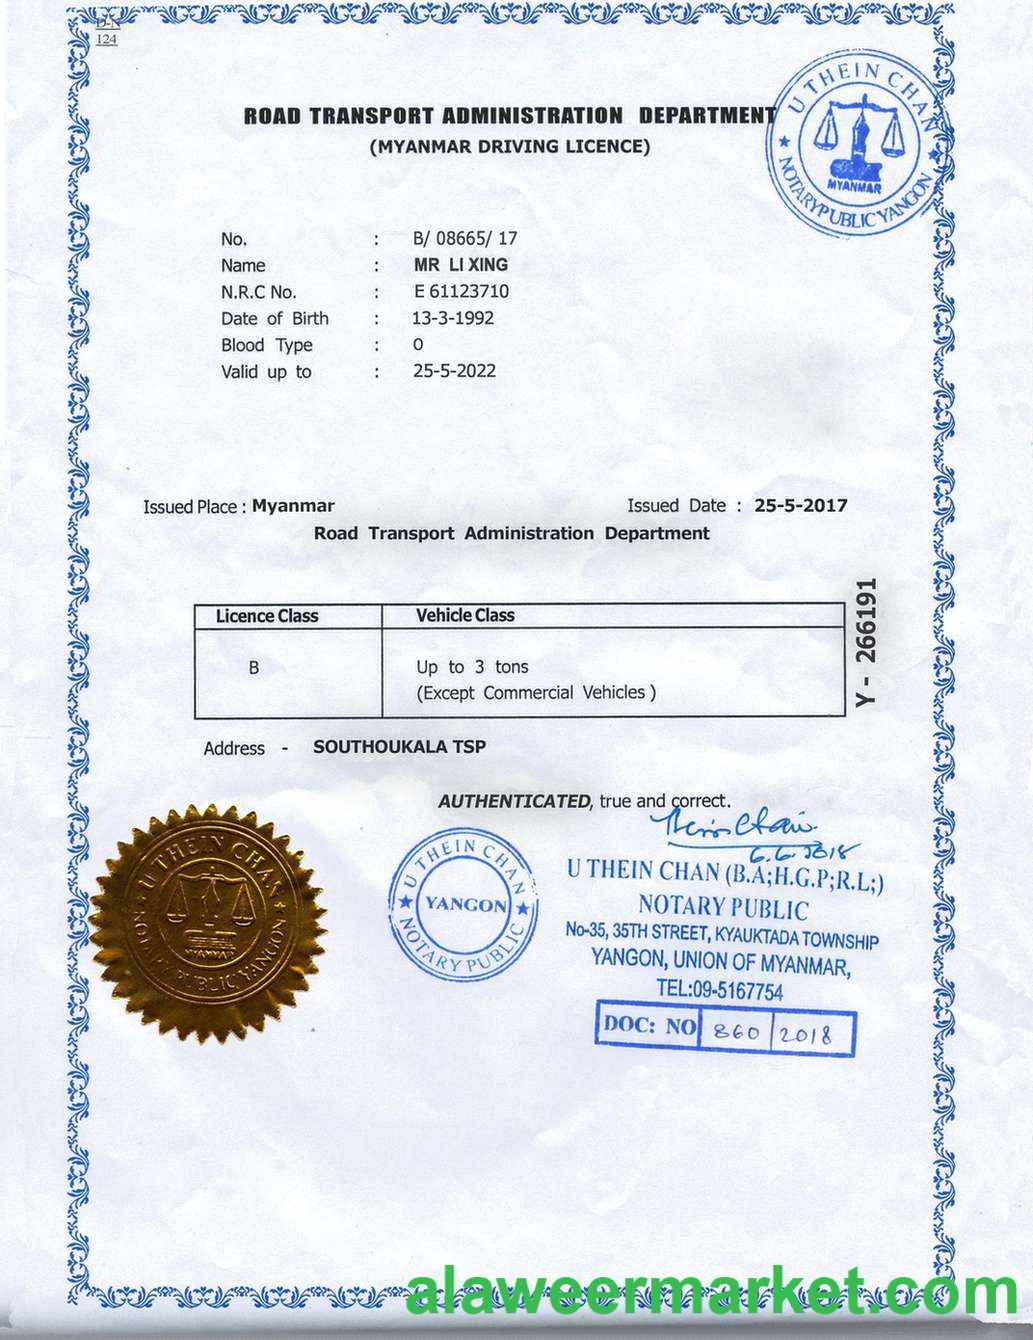 D-N
124
ROAD TRANSPORT ADMINISTRATION DEPARTMENT
(MYANMAR DRIVING LICENCE)
U THEIN CHAN
MYANMAR
NOTARY PUBLIC YANGON
No. : B/ 08665/ 17
Name : MR LI XING
N.R.C No. : E 61123710
Date of Birth : 13-3-1992
Blood Type : O
Valid up to : 25-5-2022
Issued Place : Myanmar Issued Date : 25-5-2017
Road Transport Administration Department
Licence Class Vehicle Class
B Up to 3 tons
(Except Commercial Vehicles )
Y - 266191
Address - SOUTHOUKALA TSP
AUTHENTICATED, true and correct.
6.6.2018
U THEIN CHAN
MYANMAR
NOTARY PUBLIC, YANGON
U THEIN CHAN
YANGON
NOTARY PUBLIC
U THEIN CHAN (B.A;H.G.P;R.L;)
NOTARY PUBLIC
No-35, 35TH STREET, KYAUKTADA TOWNSHIP
YANGON, UNION OF MYANMAR,
TEL:09-5167754
DOC: NO 860 2018
alaweermarket.com